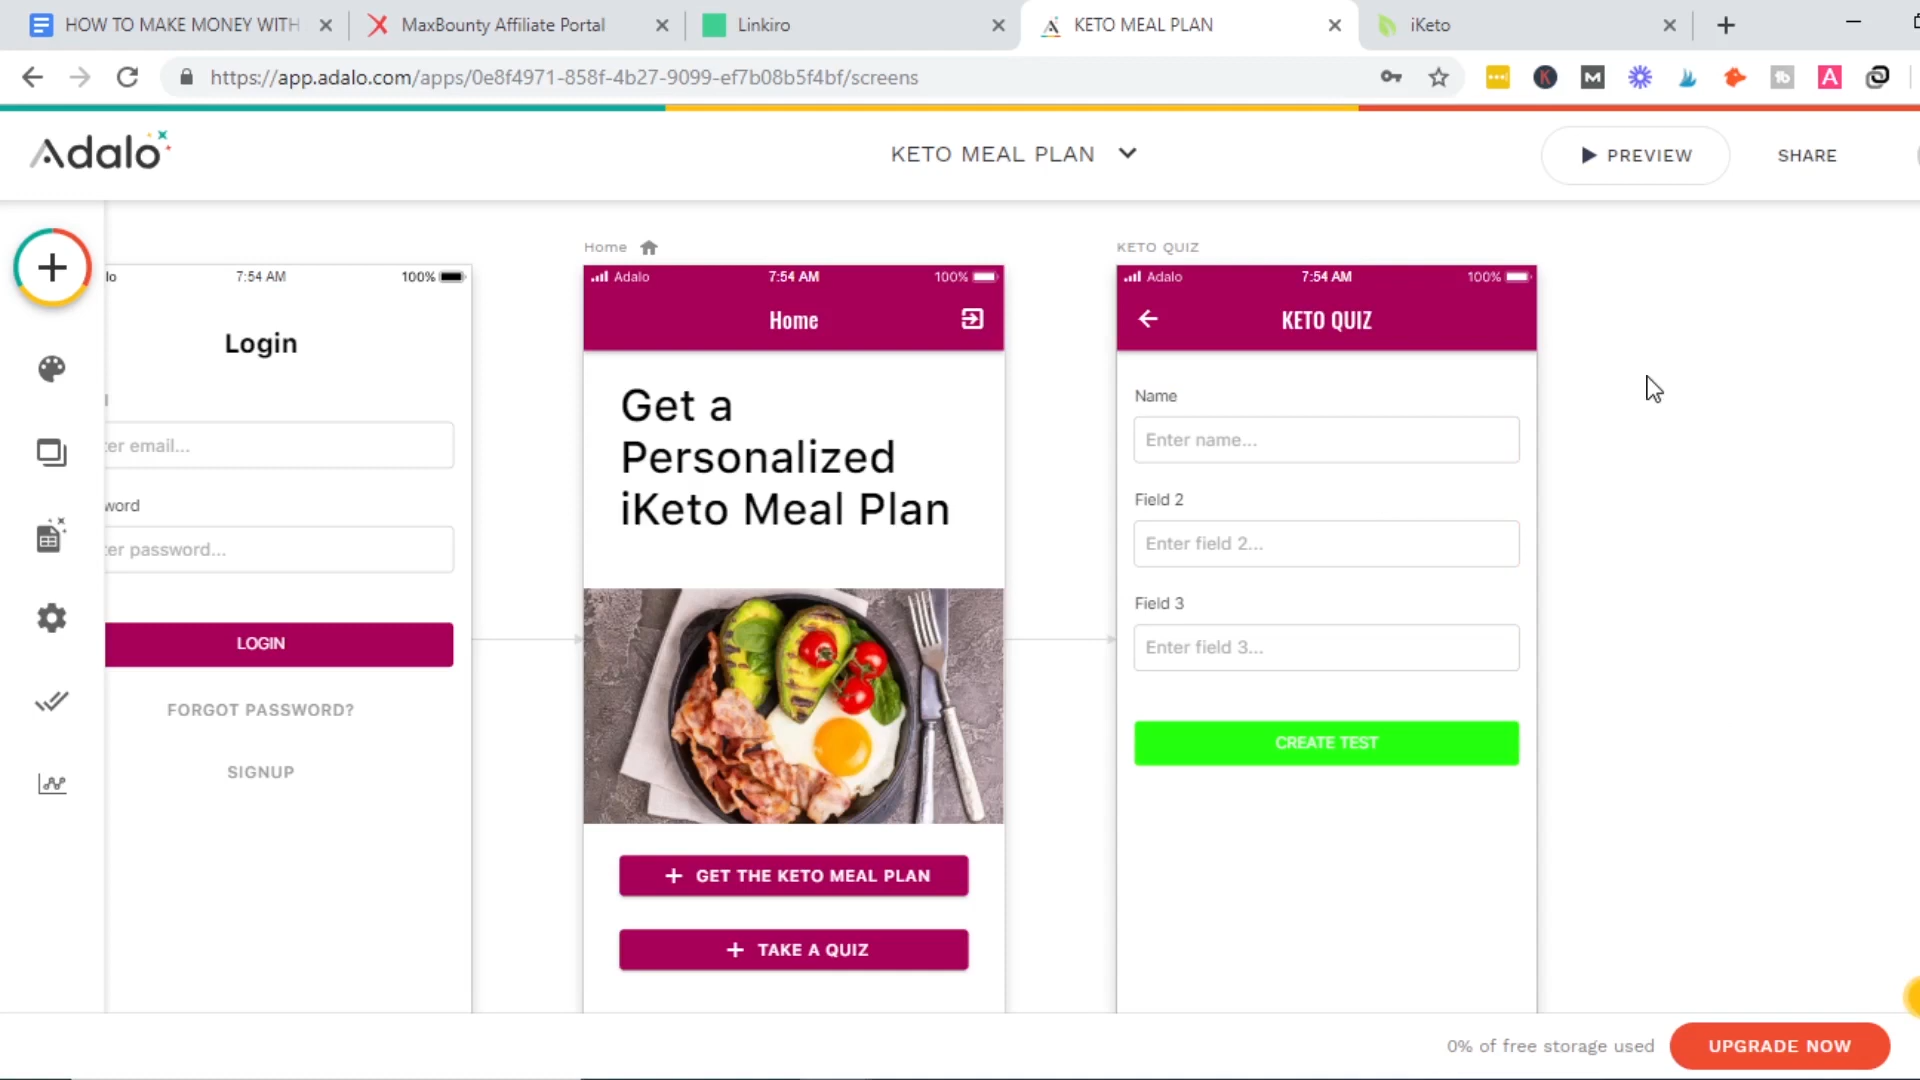 HOW TO MAKE MONEY WITH
MaxBounty Affiliate Portal
Linkiro
KETO MEAL PLAN
iKeto
https://app.adalo.com/apps/0e8f4971-858f-4b27-9099-ef7b08b5f4bf/screens
Adalo
KETO MEAL PLAN
PREVIEW
SHARE
lo 7:54 AM 100%
Login
er email...
word
er password...
LOGIN
FORGOT PASSWORD?
SIGNUP
Home
Adalo 7:54 AM 100%
Home
Get a
Personalized
iKeto Meal Plan
+ GET THE KETO MEAL PLAN
+ TAKE A QUIZ
KETO QUIZ
Adalo 7:54 AM 100%
KETO QUIZ
Name
Enter name...
Field 2
Enter field 2...
Field 3
Enter field 3...
CREATE TEST
0% of free storage used
UPGRADE NOW